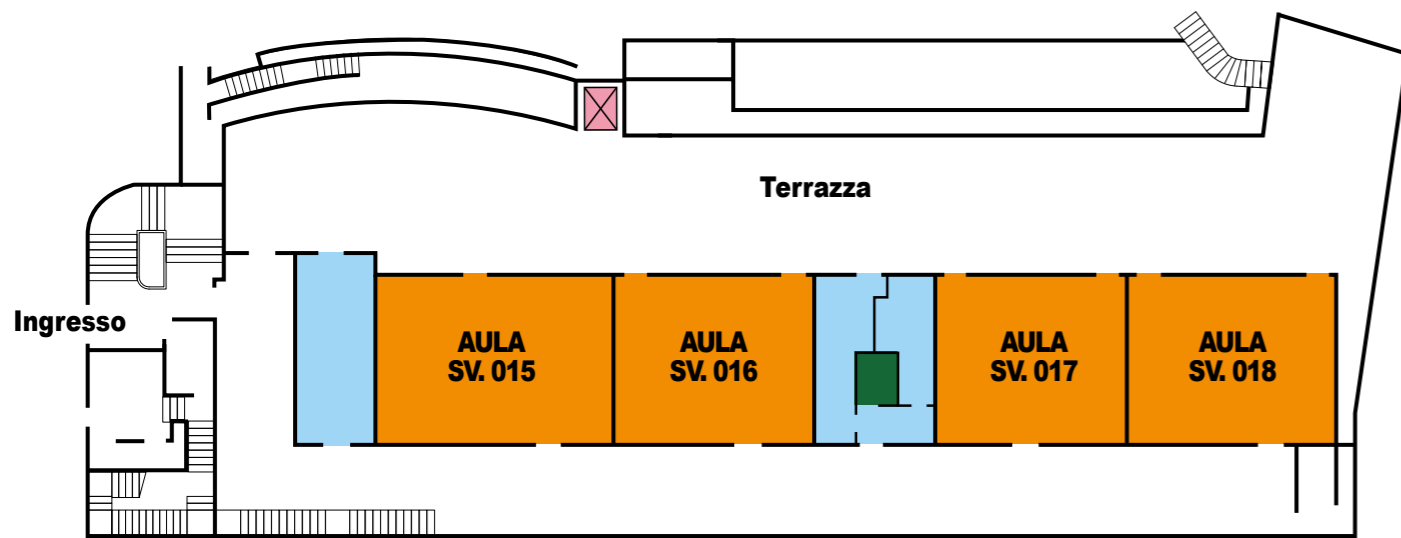 Terrazza
Ingresso
AULA
SV. 015
AULA
SV. 016
AULA
SV. 017
AULA
SV. 018